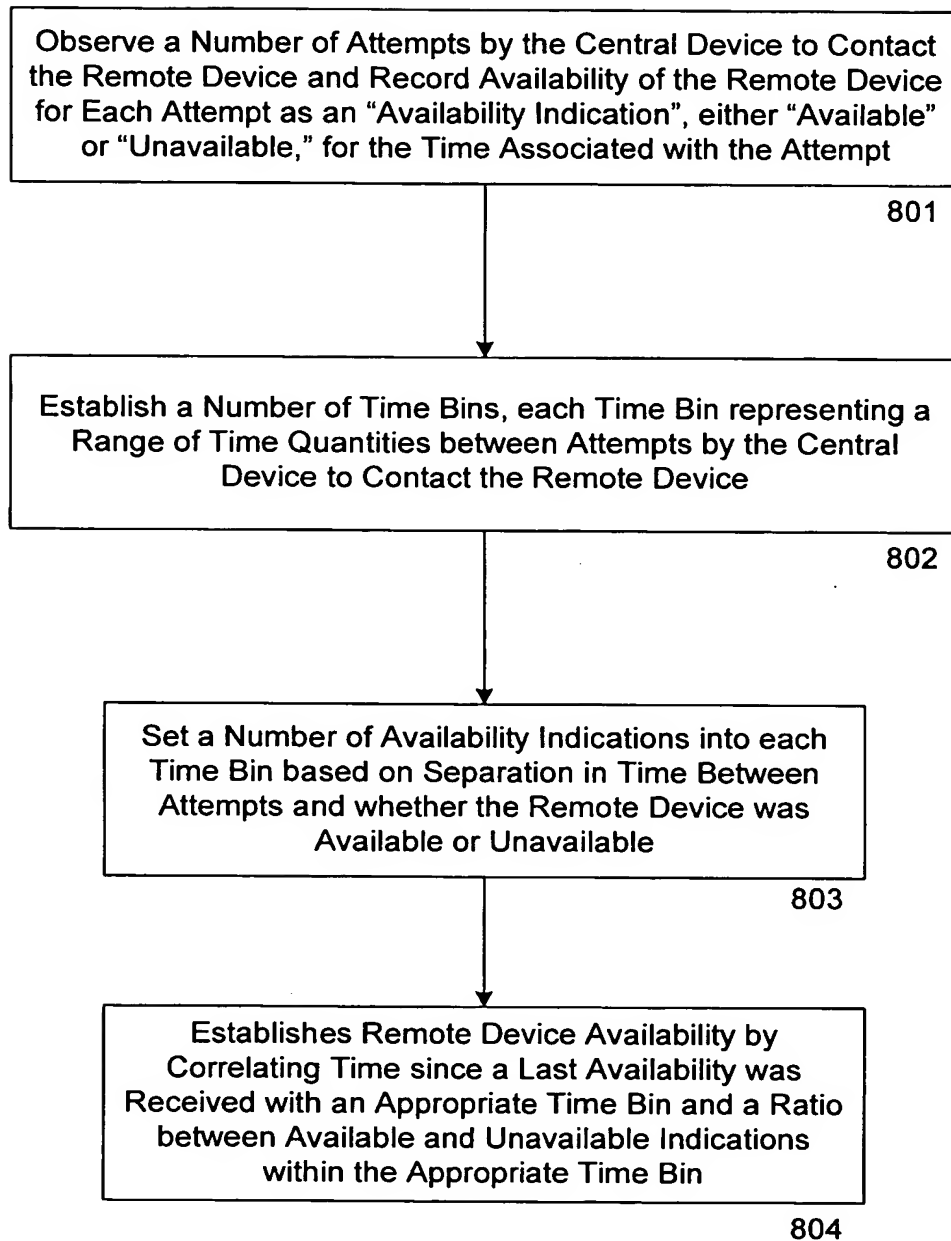 Observe a Number of Attempts by the Central Device to Contact
the Remote Device and Record Availability of the Remote Device
for Each Attempt as an “Availability Indication”, either “Available”
or “Unavailable,” for the Time Associated with the Attempt
801
Establish a Number of Time Bins, each Time Bin representing a
Range of Time Quantities between Attempts by the Central
Device to Contact the Remote Device
802
Set a Number of Availability Indications into each
Time Bin based on Separation in Time Between
Attempts and whether the Remote Device was
Available or Unavailable
803
Establishes Remote Device Availability by
Correlating Time since a Last Availability was
Received with an Appropriate Time Bin and a Ratio
between Available and Unavailable Indications
within the Appropriate Time Bin
804